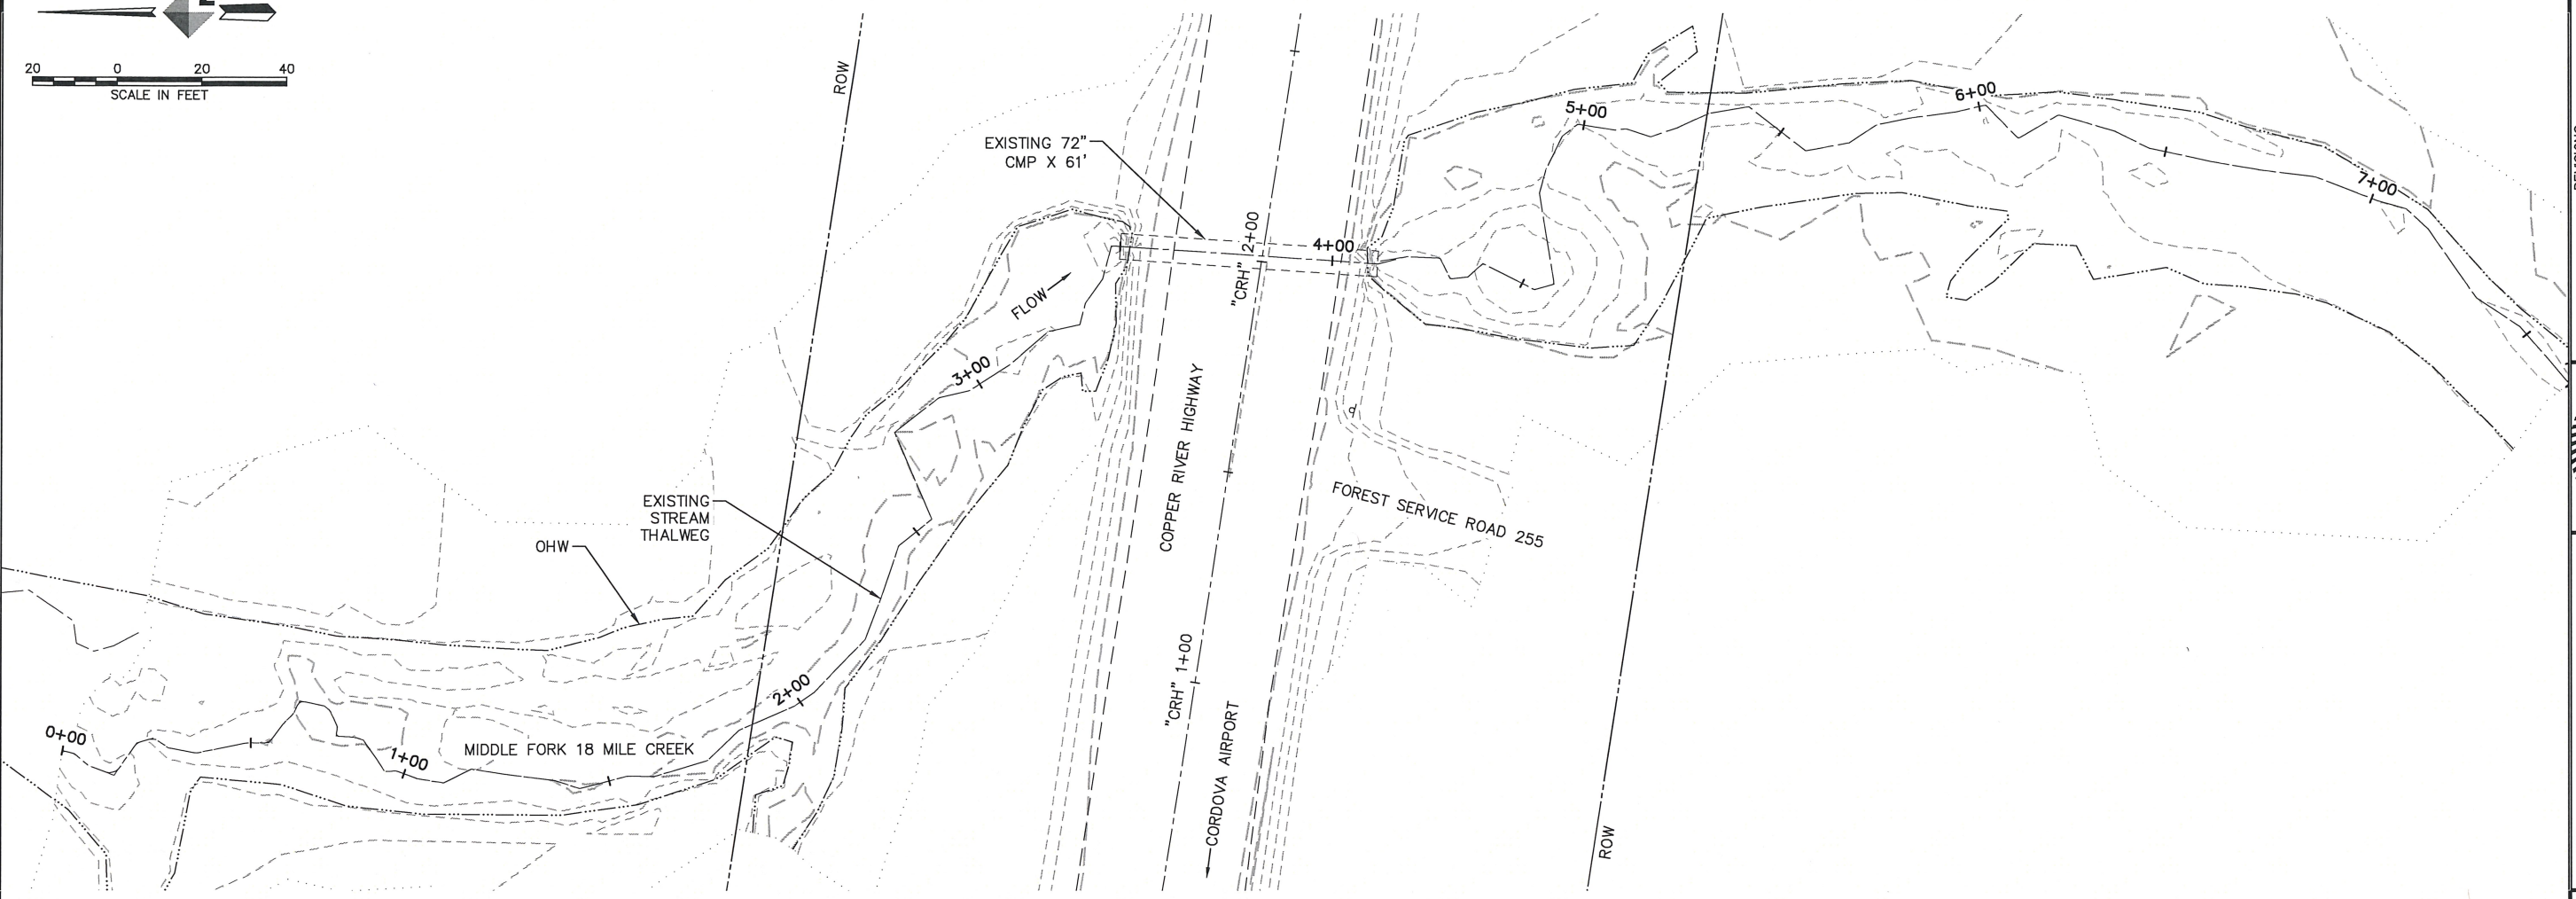 20 0 20 40
SCALE IN FEET
ROW
EXISTING 72"
CMP X 61'
5+00
6+00
7+00
"CRH" 2+00
4+00
FLOW
3+00
COPPER RIVER HIGHWAY
EXISTING
STREAM
THALWEG
OHW
FOREST SERVICE ROAD 255
"CRH" 1+00
2+00
0+00
1+00
MIDDLE FORK 18 MILE CREEK
CORDOVA AIRPORT
ROW